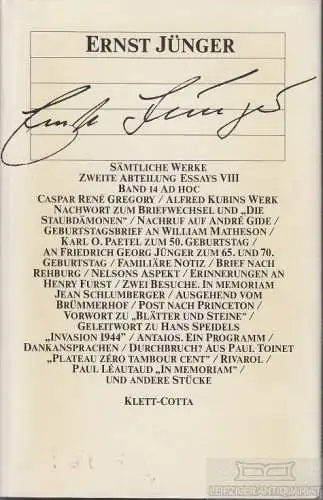 ERNST JÜNGER
Ernst Jünger
SÄMTLICHE WERKE
ZWEITE ABTEILUNG ESSAYS VIII
BAND 14 AD HOC
CASPAR RENÉ GREGORY / ALFRED KUBINS WERK
NACHWORT ZUM BRIEFWECHSEL UND „DIE
STAUBDÄMONEN" / NACHRUF AUF ANDRÉ GIDE /
GEBURTSTAGSBRIEF AN WILLIAM MATHESON /
KARL O. PAETEL ZUM 50. GEBURTSTAG /
AN FRIEDRICH GEORG JÜNGER ZUM 65. UND 70.
GEBURTSTAG / FAMILIÄRE NOTIZ / BRIEF NACH
REHBURG / NELSONS ASPEKT / ERINNERUNGEN AN
HENRY FURST / ZWEI BESUCHE. IN MEMORIAM
JEAN SCHLUMBERGER / AUSGEHEND VOM
BRÜMMERHOF / POST NACH PRINCETON /
VORWORT ZU „BLÄTTER UND STEINE" /
GELEITWORT ZU HANS SPEIDELS
„INVASION 1944" / ANTAIOS. EIN PROGRAMM /
DANKANSPRACHEN / DURCHBRUCH? AUS PAUL TOINET
„PLATEAU ZÉRO TAMBOUR CENT" / RIVAROL /
PAUL LÉAUTAUD „IN MEMORIAM" /
UND ANDERE STÜCKE
KLETT-COTTA
LEIPZIGER ANTIQUARIAT